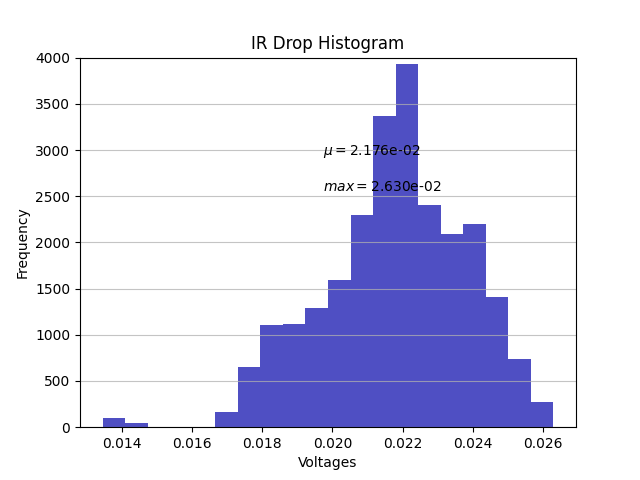 IR Drop Histogram
4000
3500
3000
2500
2000
1500
1000
500
0
Frequency
μ = 2.176e-02
max = 2.630e-02
0.014 0.016 0.018 0.020 0.022 0.024 0.026
Voltages